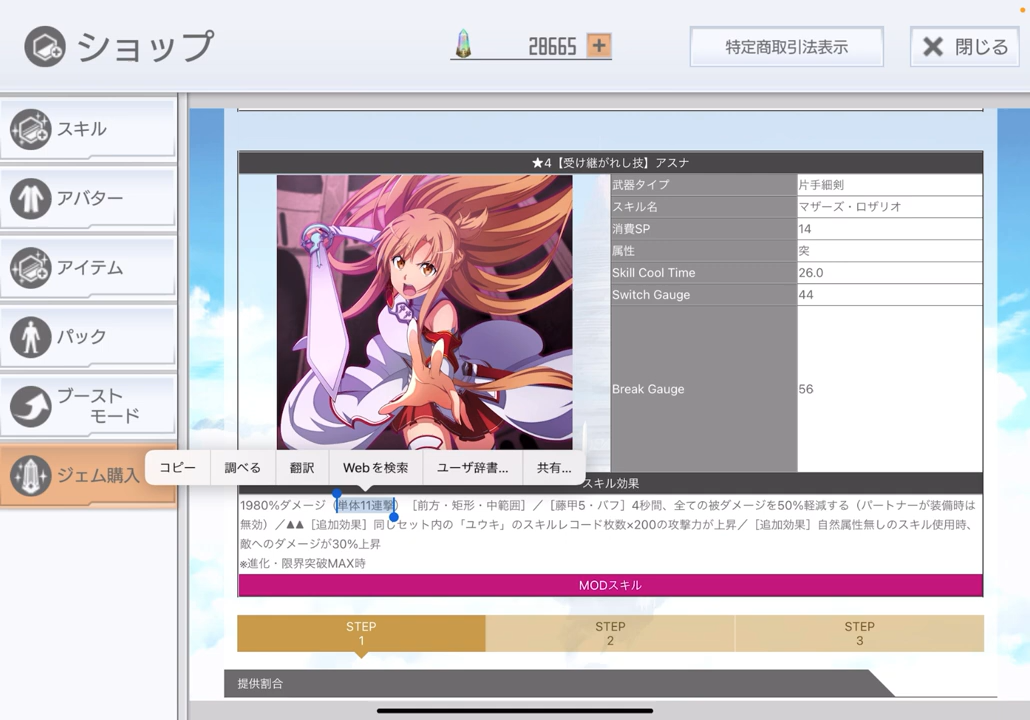 ショップ
28665
特定商取引法表示
閉じる
スキル
アバター
アイテム
パック
ブースト
モード
ジェム購入
★4【受け継がれし技】アスナ
武器タイプ 片手細剣
スキル名 マザーズ・ロザリオ
消費SP 14
属性 突
Skill Cool Time 26.0
Switch Gauge 44
Break Gauge 56
コピー 調べる 翻訳 Webを検索 ユーザ辞書... 共有...
スキル効果
1980%ダメージ（単体11連撃）［前方・矩形・中範囲］／［藤甲5・バフ］4秒間、全ての被ダメージを50%軽減する（パートナーが装備時は
無効）／▲▲［追加効果］同じセット内の「ユウキ」のスキルレコード枚数×200の攻撃力が上昇／［追加効果］自然属性無しのスキル使用時、
敵へのダメージが30%上昇
※進化・限界突破MAX時
MODスキル
STEP
1
STEP
2
STEP
3
提供割合